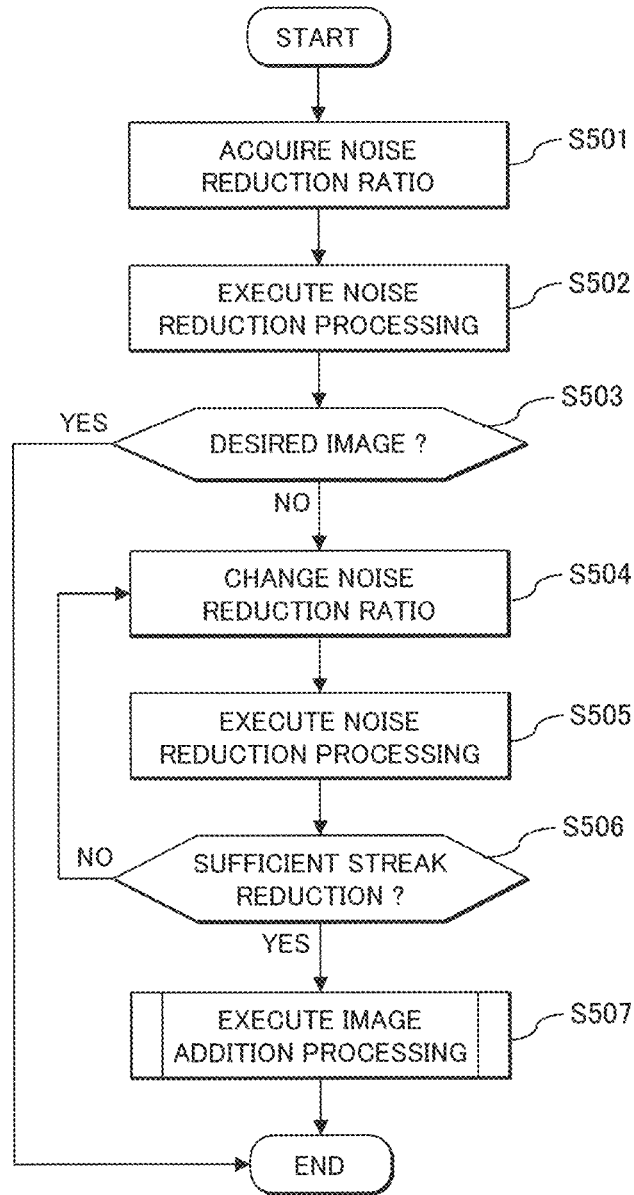 START
ACQUIRE NOISE
REDUCTION RATIO
S501
EXECUTE NOISE
REDUCTION PROCESSING
S502
YES
DESIRED IMAGE ?
S503
NO
CHANGE NOISE
REDUCTION RATIO
S504
EXECUTE NOISE
REDUCTION PROCESSING
S505
NO
SUFFICIENT STREAK
REDUCTION ?
S506
YES
EXECUTE IMAGE
ADDITION PROCESSING
S507
END